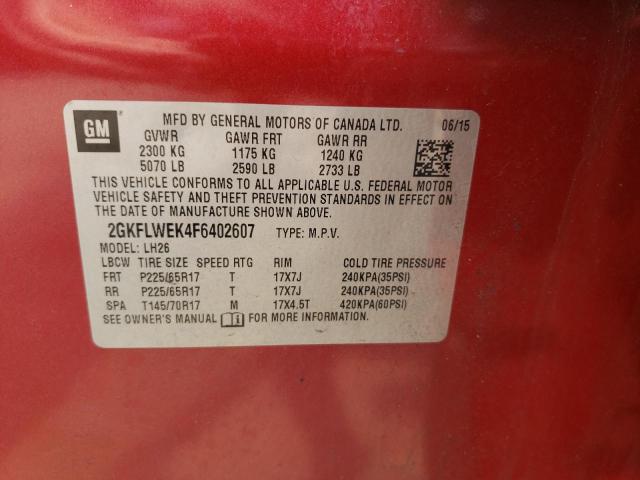 GM
MFD BY GENERAL MOTORS OF CANADA LTD. 06/15
GVWR GAWR FRT GAWR RR
2300 KG 1175 KG 1240 KG
5070 LB 2590 LB 2733 LB
THIS VEHICLE CONFORMS TO ALL APPLICABLE U.S. FEDERAL MOTOR
VEHICLE SAFETY AND THEFT PREVENTION STANDARDS IN EFFECT ON
THE DATE OF MANUFACTURE SHOWN ABOVE.
2GKFLWEK4F6402607 TYPE: M.P.V.
MODEL: LH26
LBCW TIRE SIZE SPEED RTG RIM COLD TIRE PRESSURE
FRT P225/65R17 T 17X7J 240KPA(35PSI)
RR P225/65R17 T 17X7J 240KPA(35PSI)
SPA T145/70R17 M 17X4.5T 420KPA(60PSI)
SEE OWNER'S MANUAL FOR MORE INFORMATION.